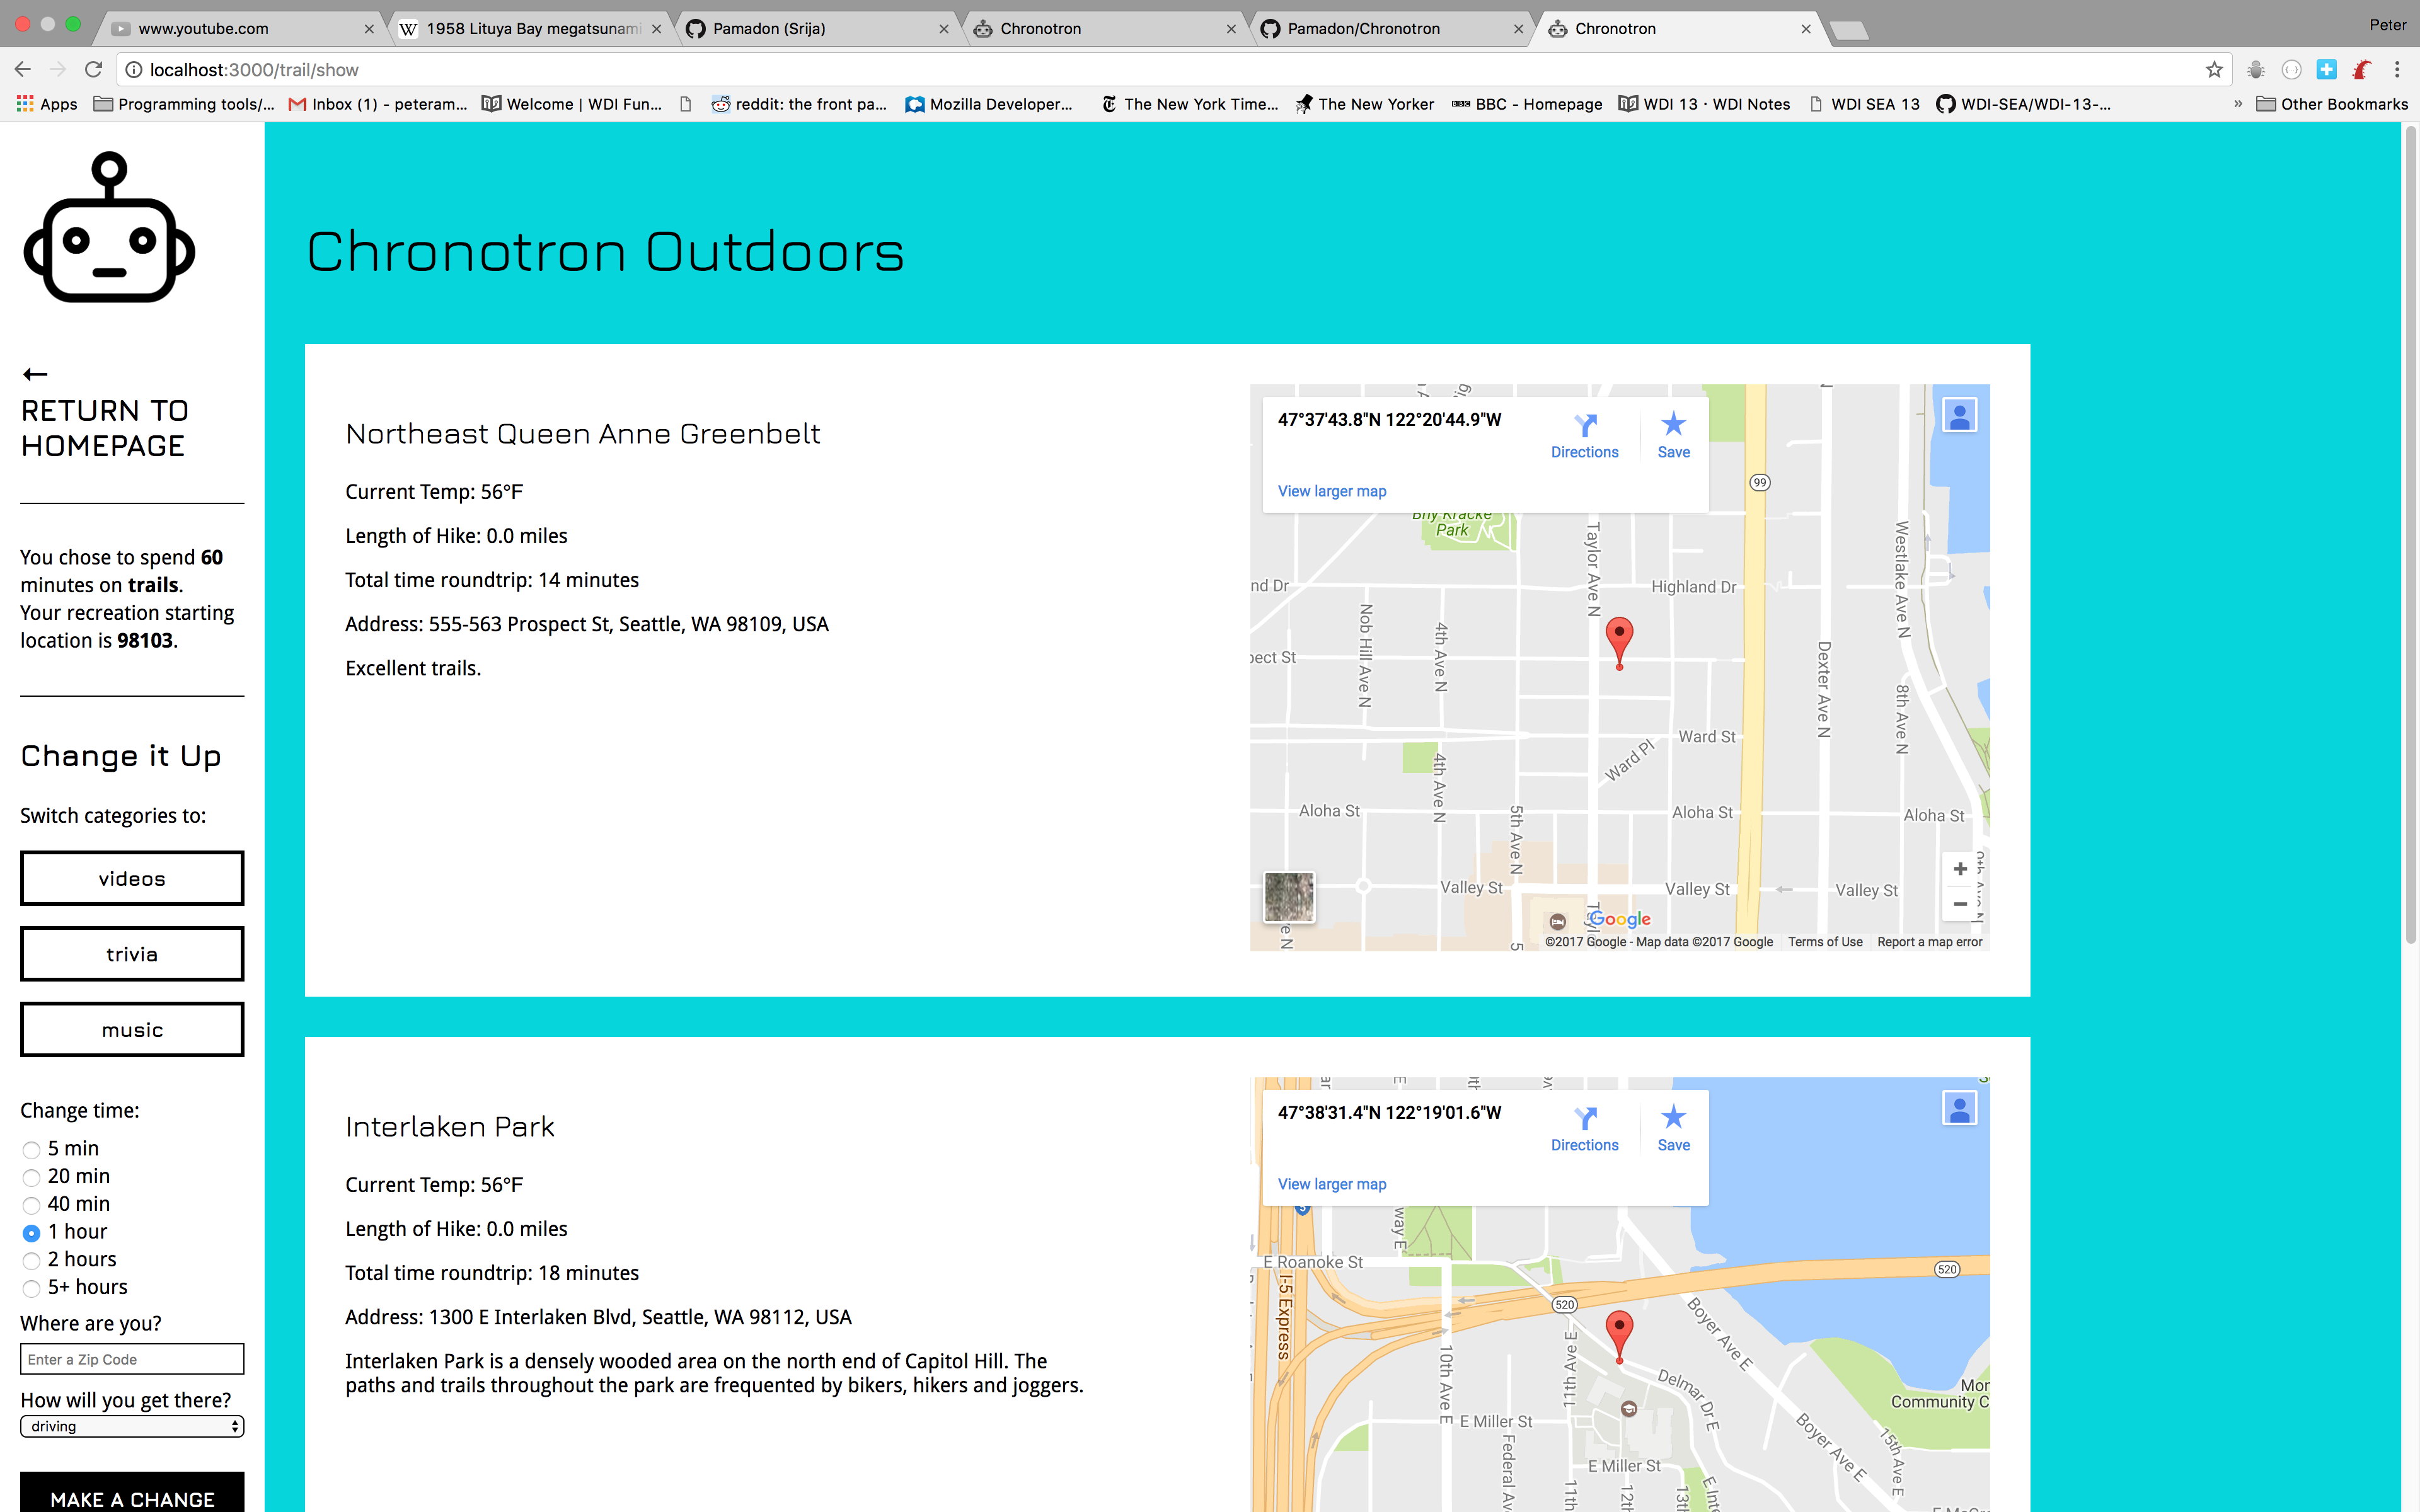 www.youtube.com
1958 Lituya Bay megatsunami
Pamadon (Srija)
Chronotron
Pamadon/Chronotron
Chronotron
Peter
localhost:3000/trail/show
Apps
Programming tools/...
Inbox (1) - peteram...
Welcome | WDI Fun...
reddit: the front pa...
Mozilla Developer...
The New York Time...
The New Yorker
BBC - Homepage
WDI 13 · WDI Notes
WDI SEA 13
WDI-SEA/WDI-13-...
» Other Bookmarks
←
RETURN TO
HOMEPAGE
You chose to spend 60
minutes on trails.
Your recreation starting
location is 98103.
Change it Up
Switch categories to:
videos
trivia
music
Change time:
5 min
20 min
40 min
1 hour
2 hours
5+ hours
Where are you?
Enter a Zip Code
How will you get there?
driving
MAKE A CHANGE
Chronotron Outdoors
Northeast Queen Anne Greenbelt
Current Temp: 56°F
Length of Hike: 0.0 miles
Total time roundtrip: 14 minutes
Address: 555-563 Prospect St, Seattle, WA 98109, USA
Excellent trails.
47°37'43.8"N 122°20'44.9"W
Directions
Save
View larger map
99
Bhy Kracke
Park
Taylor Ave N
Westlake Ave N
nd Dr
Highland Dr
Nob Hill Ave N
4th Ave N
pect St
Dexter Ave N
8th Ave N
Ward St
Ward Pl
4th Ave N
Aloha St
5th Ave N
Aloha St
Aloha St
Valley St
Valley St
Valley St
9th Ave N
e N
5
+
−
Google
©2017 Google - Map data ©2017 Google
Terms of Use
Report a map error
Interlaken Park
Current Temp: 56°F
Length of Hike: 0.0 miles
Total time roundtrip: 18 minutes
Address: 1300 E Interlaken Blvd, Seattle, WA 98112, USA
Interlaken Park is a densely wooded area on the north end of Capitol Hill. The
paths and trails throughout the park are frequented by bikers, hikers and joggers.
47°38'31.4"N 122°19'01.6"W
Directions
Save
View larger map
way E
E Roanoke St
520
520
I-5 Express
Boyer Ave E
11th Ave E
10th Ave E
Delmar Dr E
Mon
Community C
E Miller St
Boyer Ave E
15th Ave E
Federal Av
E Miller St
11th
12th
13th
E Int